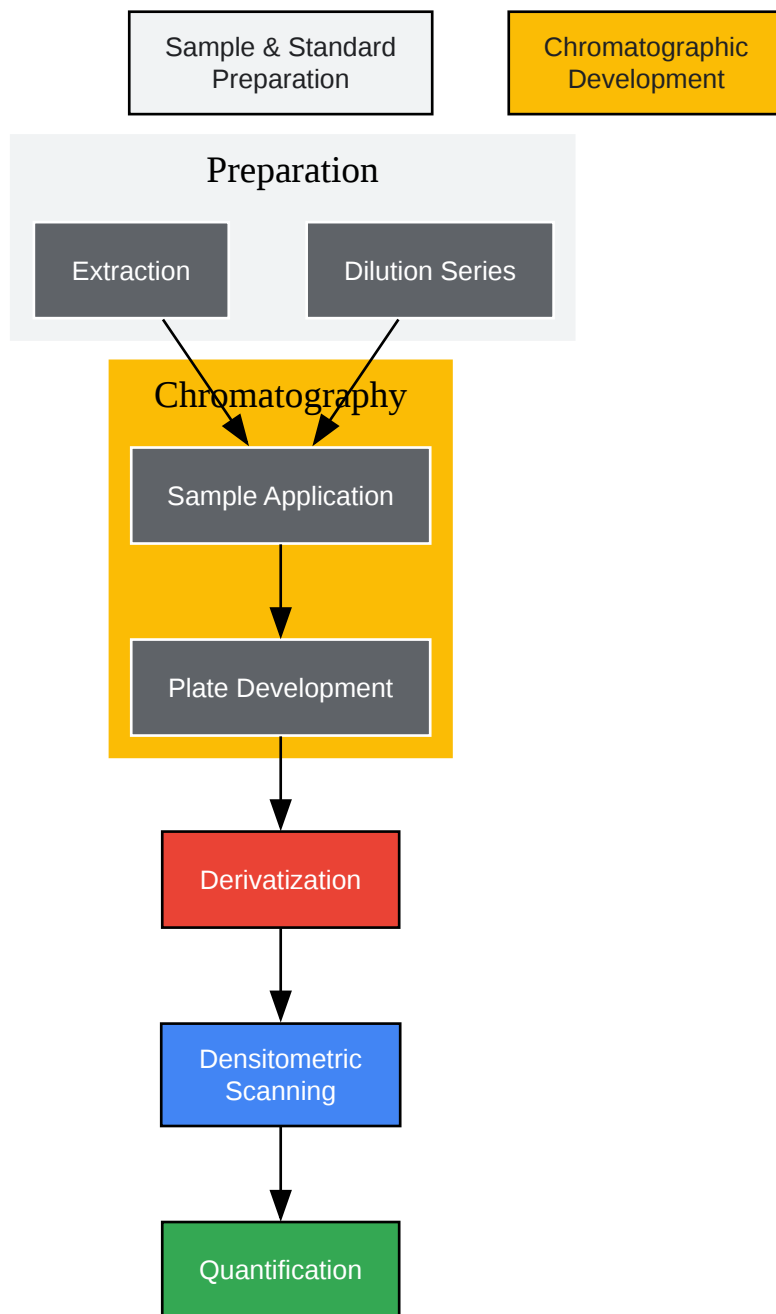 Sample & Standard
Preparation
Chromatographic
Development
Preparation
Extraction
Dilution Series
Chromatography
Sample Application
Plate Development
Derivatization
Densitometric
Scanning
Quantification